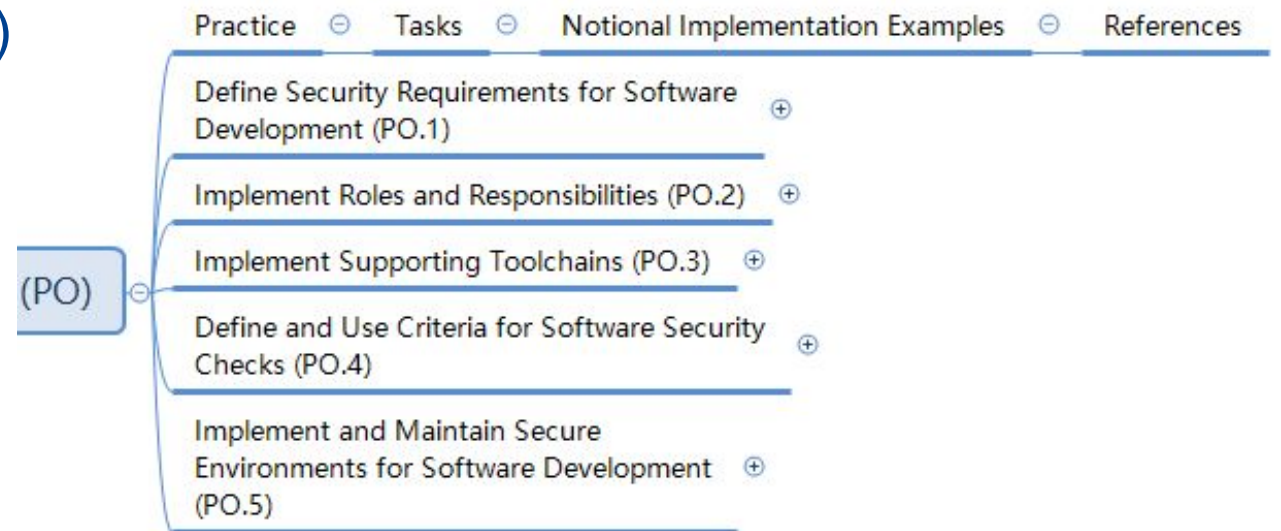 )
Practice Tasks Notional Implementation Examples References
Define Security Requirements for Software
Development (PO.1)
Implement Roles and Responsibilities (PO.2)
Implement Supporting Toolchains (PO.3)
(PO)
Define and Use Criteria for Software Security
Checks (PO.4)
Implement and Maintain Secure
Environments for Software Development
(PO.5)